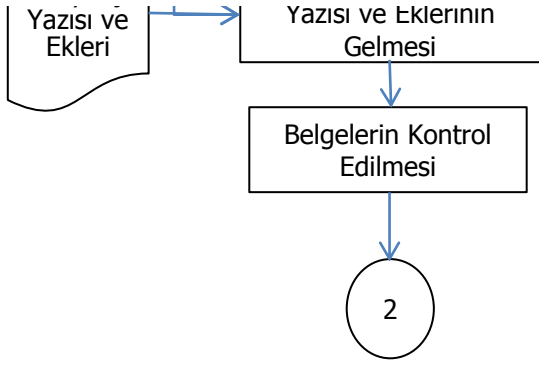 Yazısı ve
Ekleri
Yazısı ve Eklerinin
Gelmesi
Belgelerin Kontrol
Edilmesi
2